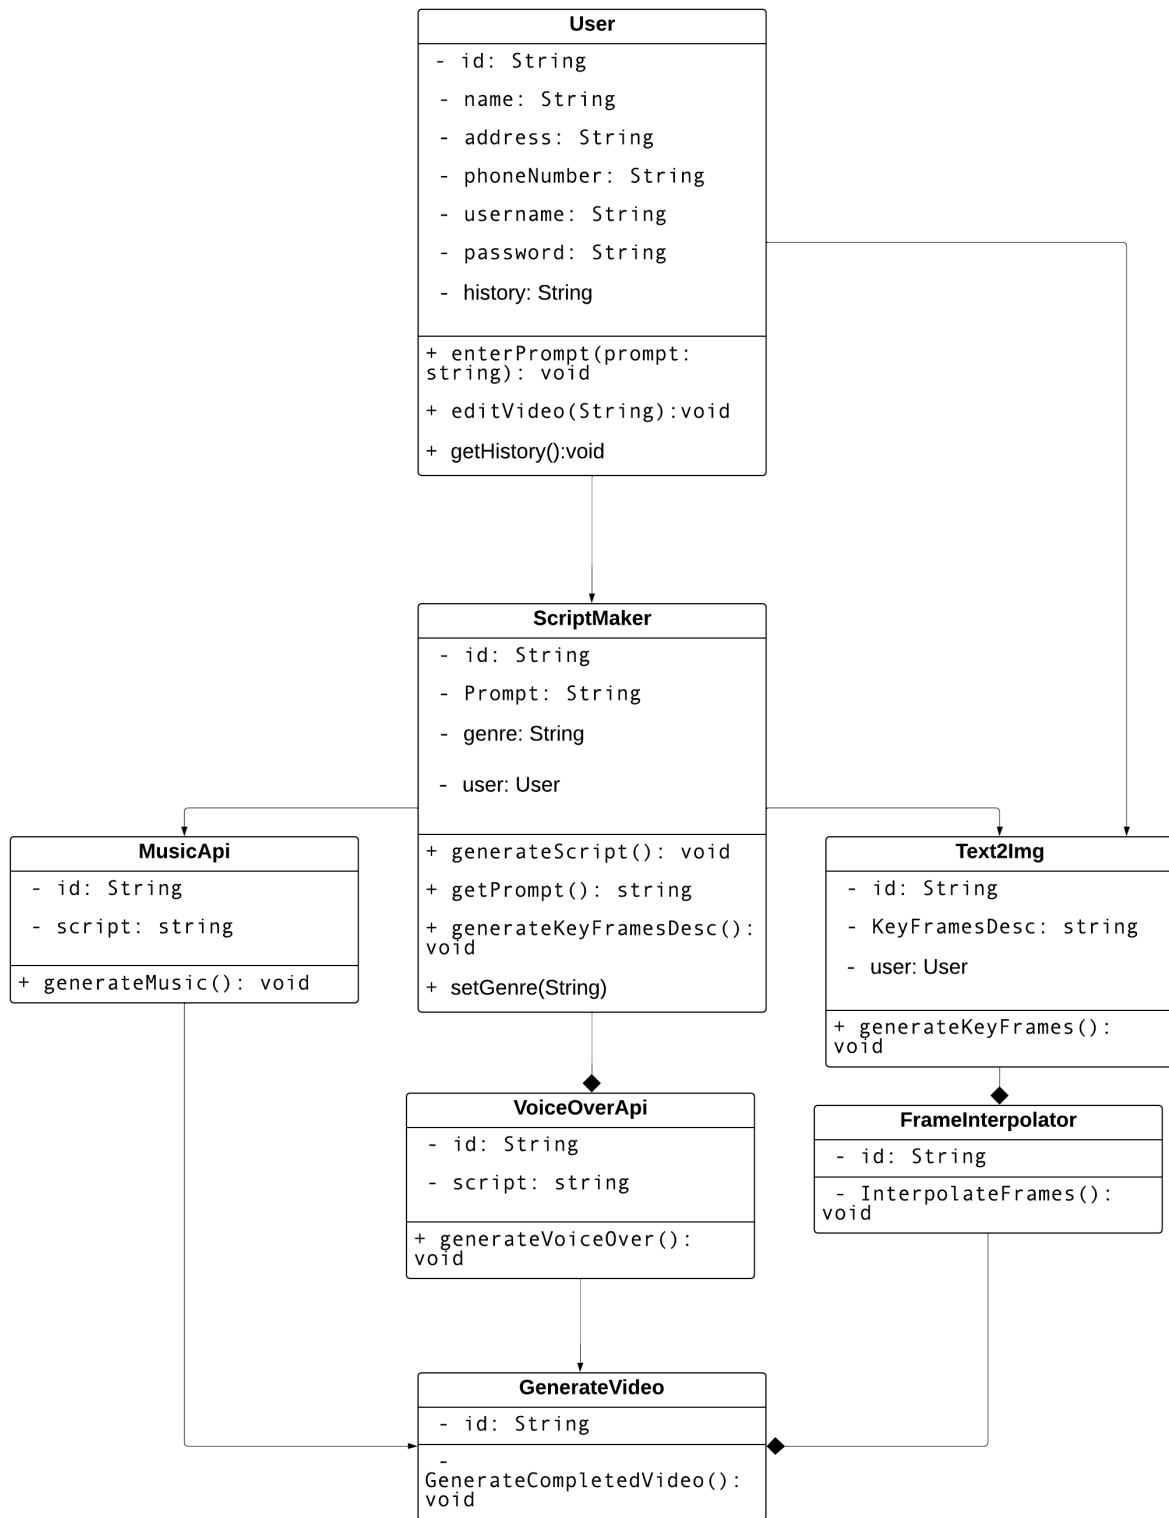 User
- id: String
- name: String
- address: String
- phoneNumber: String
- username: String
- password: String
- history: String
+ enterPrompt(prompt:
string): void
+ editVideo(String):void
+ getHistory():void
ScriptMaker
- id: String
- Prompt: String
- genre: String
- user: User
+ generateScript(): void
+ getPrompt(): string
+ generateKeyFramesDesc():
void
+ setGenre(String)
MusicApi
- id: String
- script: string
+ generateMusic(): void
Text2Img
- id: String
- KeyFramesDesc: string
- user: User
+ generateKeyFrames():
void
VoiceOverApi
- id: String
- script: string
+ generateVoiceOver():
void
FrameInterpolator
- id: String
- InterpolateFrames():
void
GenerateVideo
- id: String
-
GenerateCompletedVideo():
void